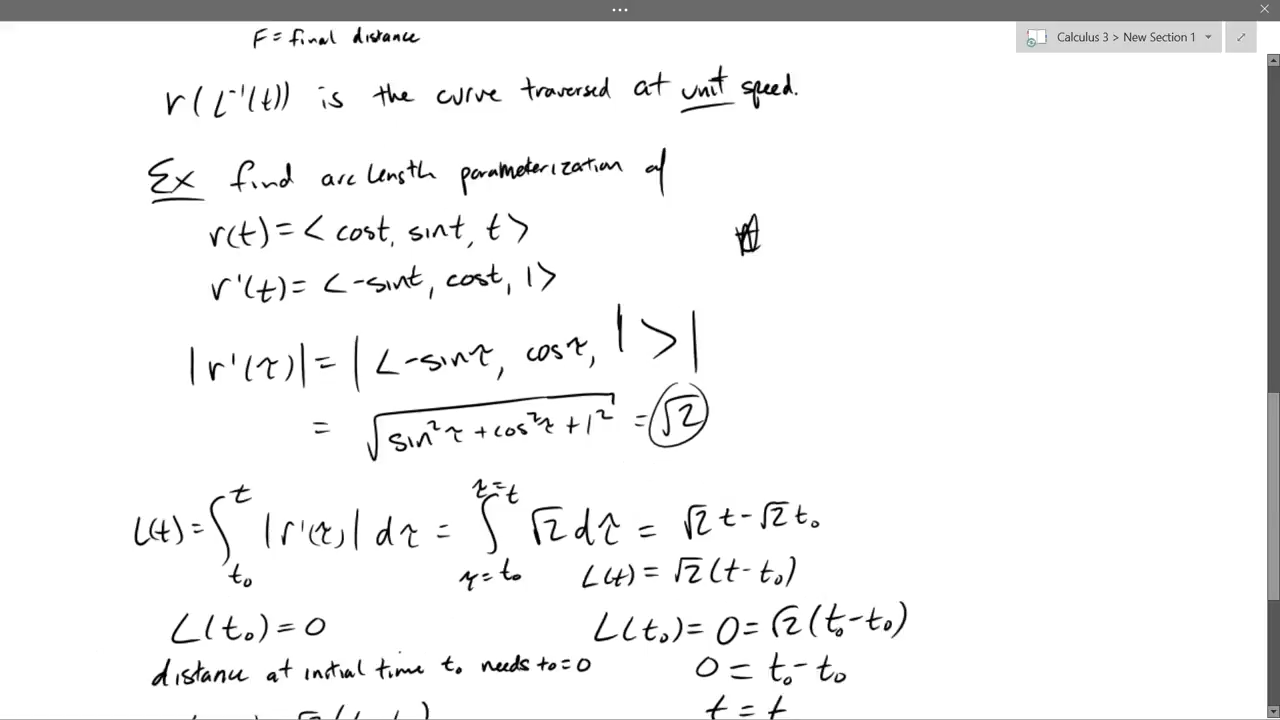 Calculus 3 > New Section 1
F = final distance
r(L⁻¹(t)) is the curve traversed at unit speed.
Ex find arc length parameterization of
r(t) = < cost, sint, t >
r'(t) = < -sint, cost, 1 >
|r'(τ)| = | < -sinτ, cosτ, 1 > |
= √(sin²τ + cos²τ + 1²) = √2
L(t) = ∫_{t₀}^{t} |r'(τ)| dτ = ∫_{τ=t₀}^{τ=t} √2 dτ = √2 t - √2 t₀
L(t) = √2 (t - t₀)
L(t₀) = 0
L(t₀) = 0 = √2 (t₀ - t₀)
distance at initial time t₀ needs to = 0
0 = t₀ - t₀
t = t